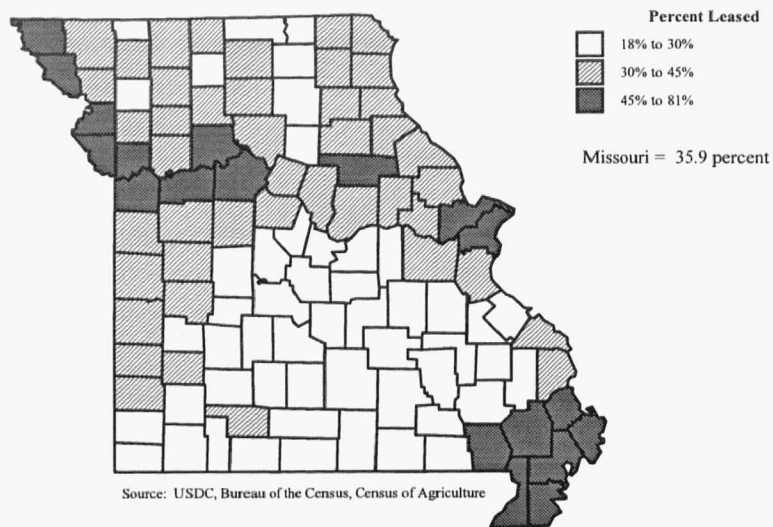 Percent Leased
18% to 30%
30% to 45%
45% to 81%
Missouri = 35.9 percent
Source: USDC, Bureau of the Census, Census of Agriculture